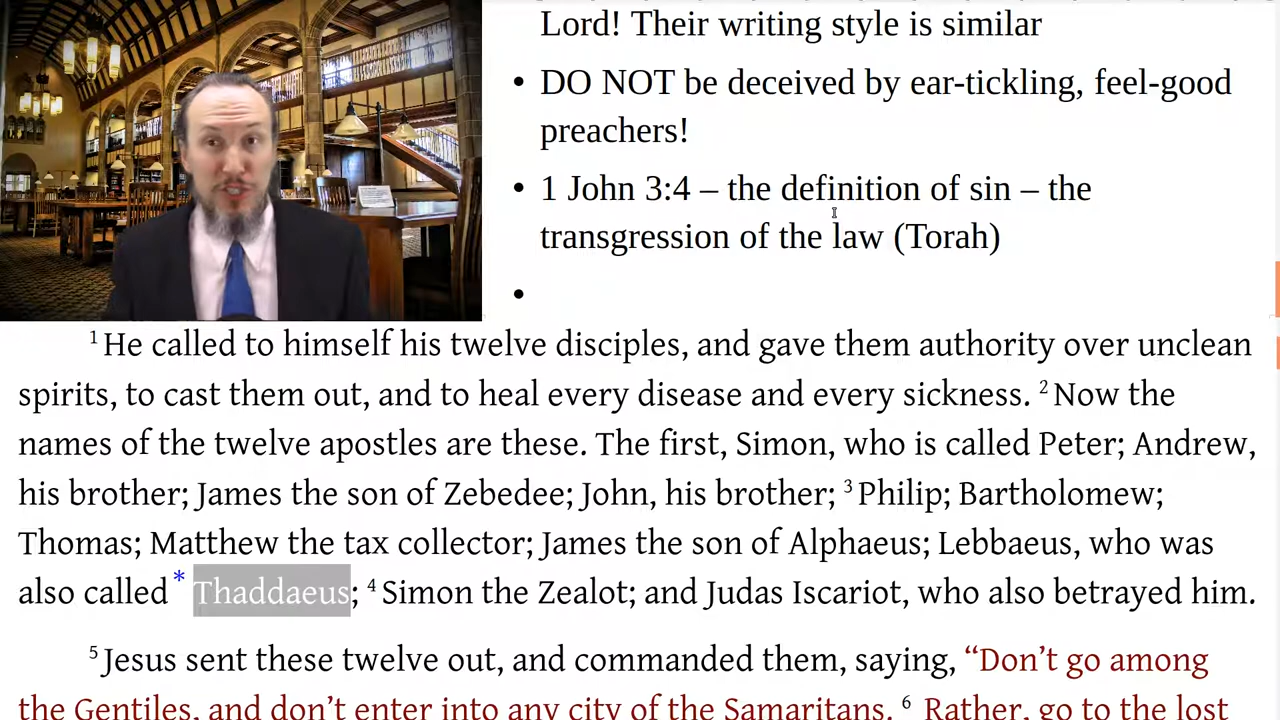 Lord! Their writing style is similar
• DO NOT be deceived by ear-tickling, feel-good
preachers!
• 1 John 3:4 – the definition of sin – the
transgression of the law (Torah)
•
1 He called to himself his twelve disciples, and gave them authority over unclean
spirits, to cast them out, and to heal every disease and every sickness. 2 Now the
names of the twelve apostles are these. The first, Simon, who is called Peter; Andrew,
his brother; James the son of Zebedee; John, his brother; 3 Philip; Bartholomew;
Thomas; Matthew the tax collector; James the son of Alphaeus; Lebbaeus, who was
also called * Thaddaeus; 4 Simon the Zealot; and Judas Iscariot, who also betrayed him.
5 Jesus sent these twelve out, and commanded them, saying, “Don’t go among
the Gentiles, and don’t enter into any city of the Samaritans. 6 Rather, go to the lost